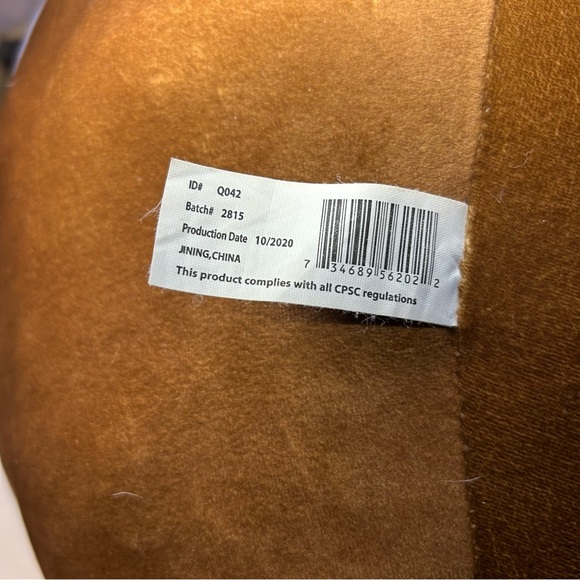 ID# Q042
Batch# 2815
Production Date 10/2020
JINING,CHINA
7 34689 56202 2
This product complies with all CPSC regulations